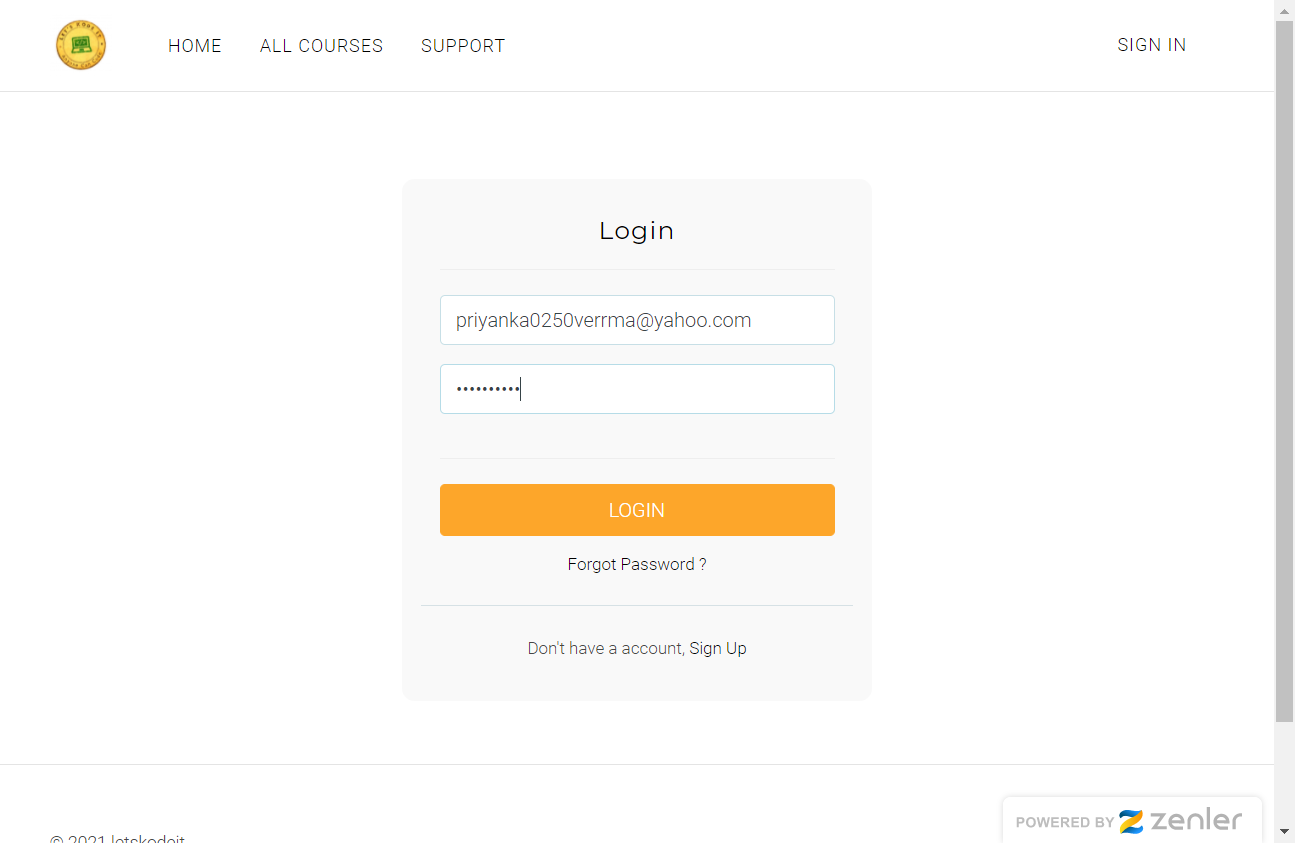 HOME ALL COURSES SUPPORT SIGN IN
Login
priyanka0250verrma@yahoo.com
••••••••••
LOGIN
Forgot Password ?
Don't have a account, Sign Up
POWERED BY zenler
© 2021 letskodeit